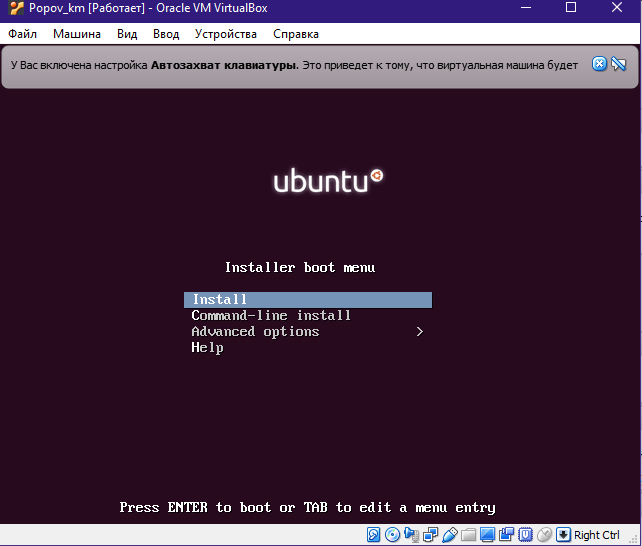 Popov_km [Работает] - Oracle VM VirtualBox
Файл Машина Вид Ввод Устройства Справка
У Вас включена настройка Автозахват клавиатуры. Это приведет к тому, что виртуальная машина будет
ubuntu
Installer boot menu
Install
Command-line install
Advanced options >
Help
Press ENTER to boot or TAB to edit a menu entry
Right Ctrl